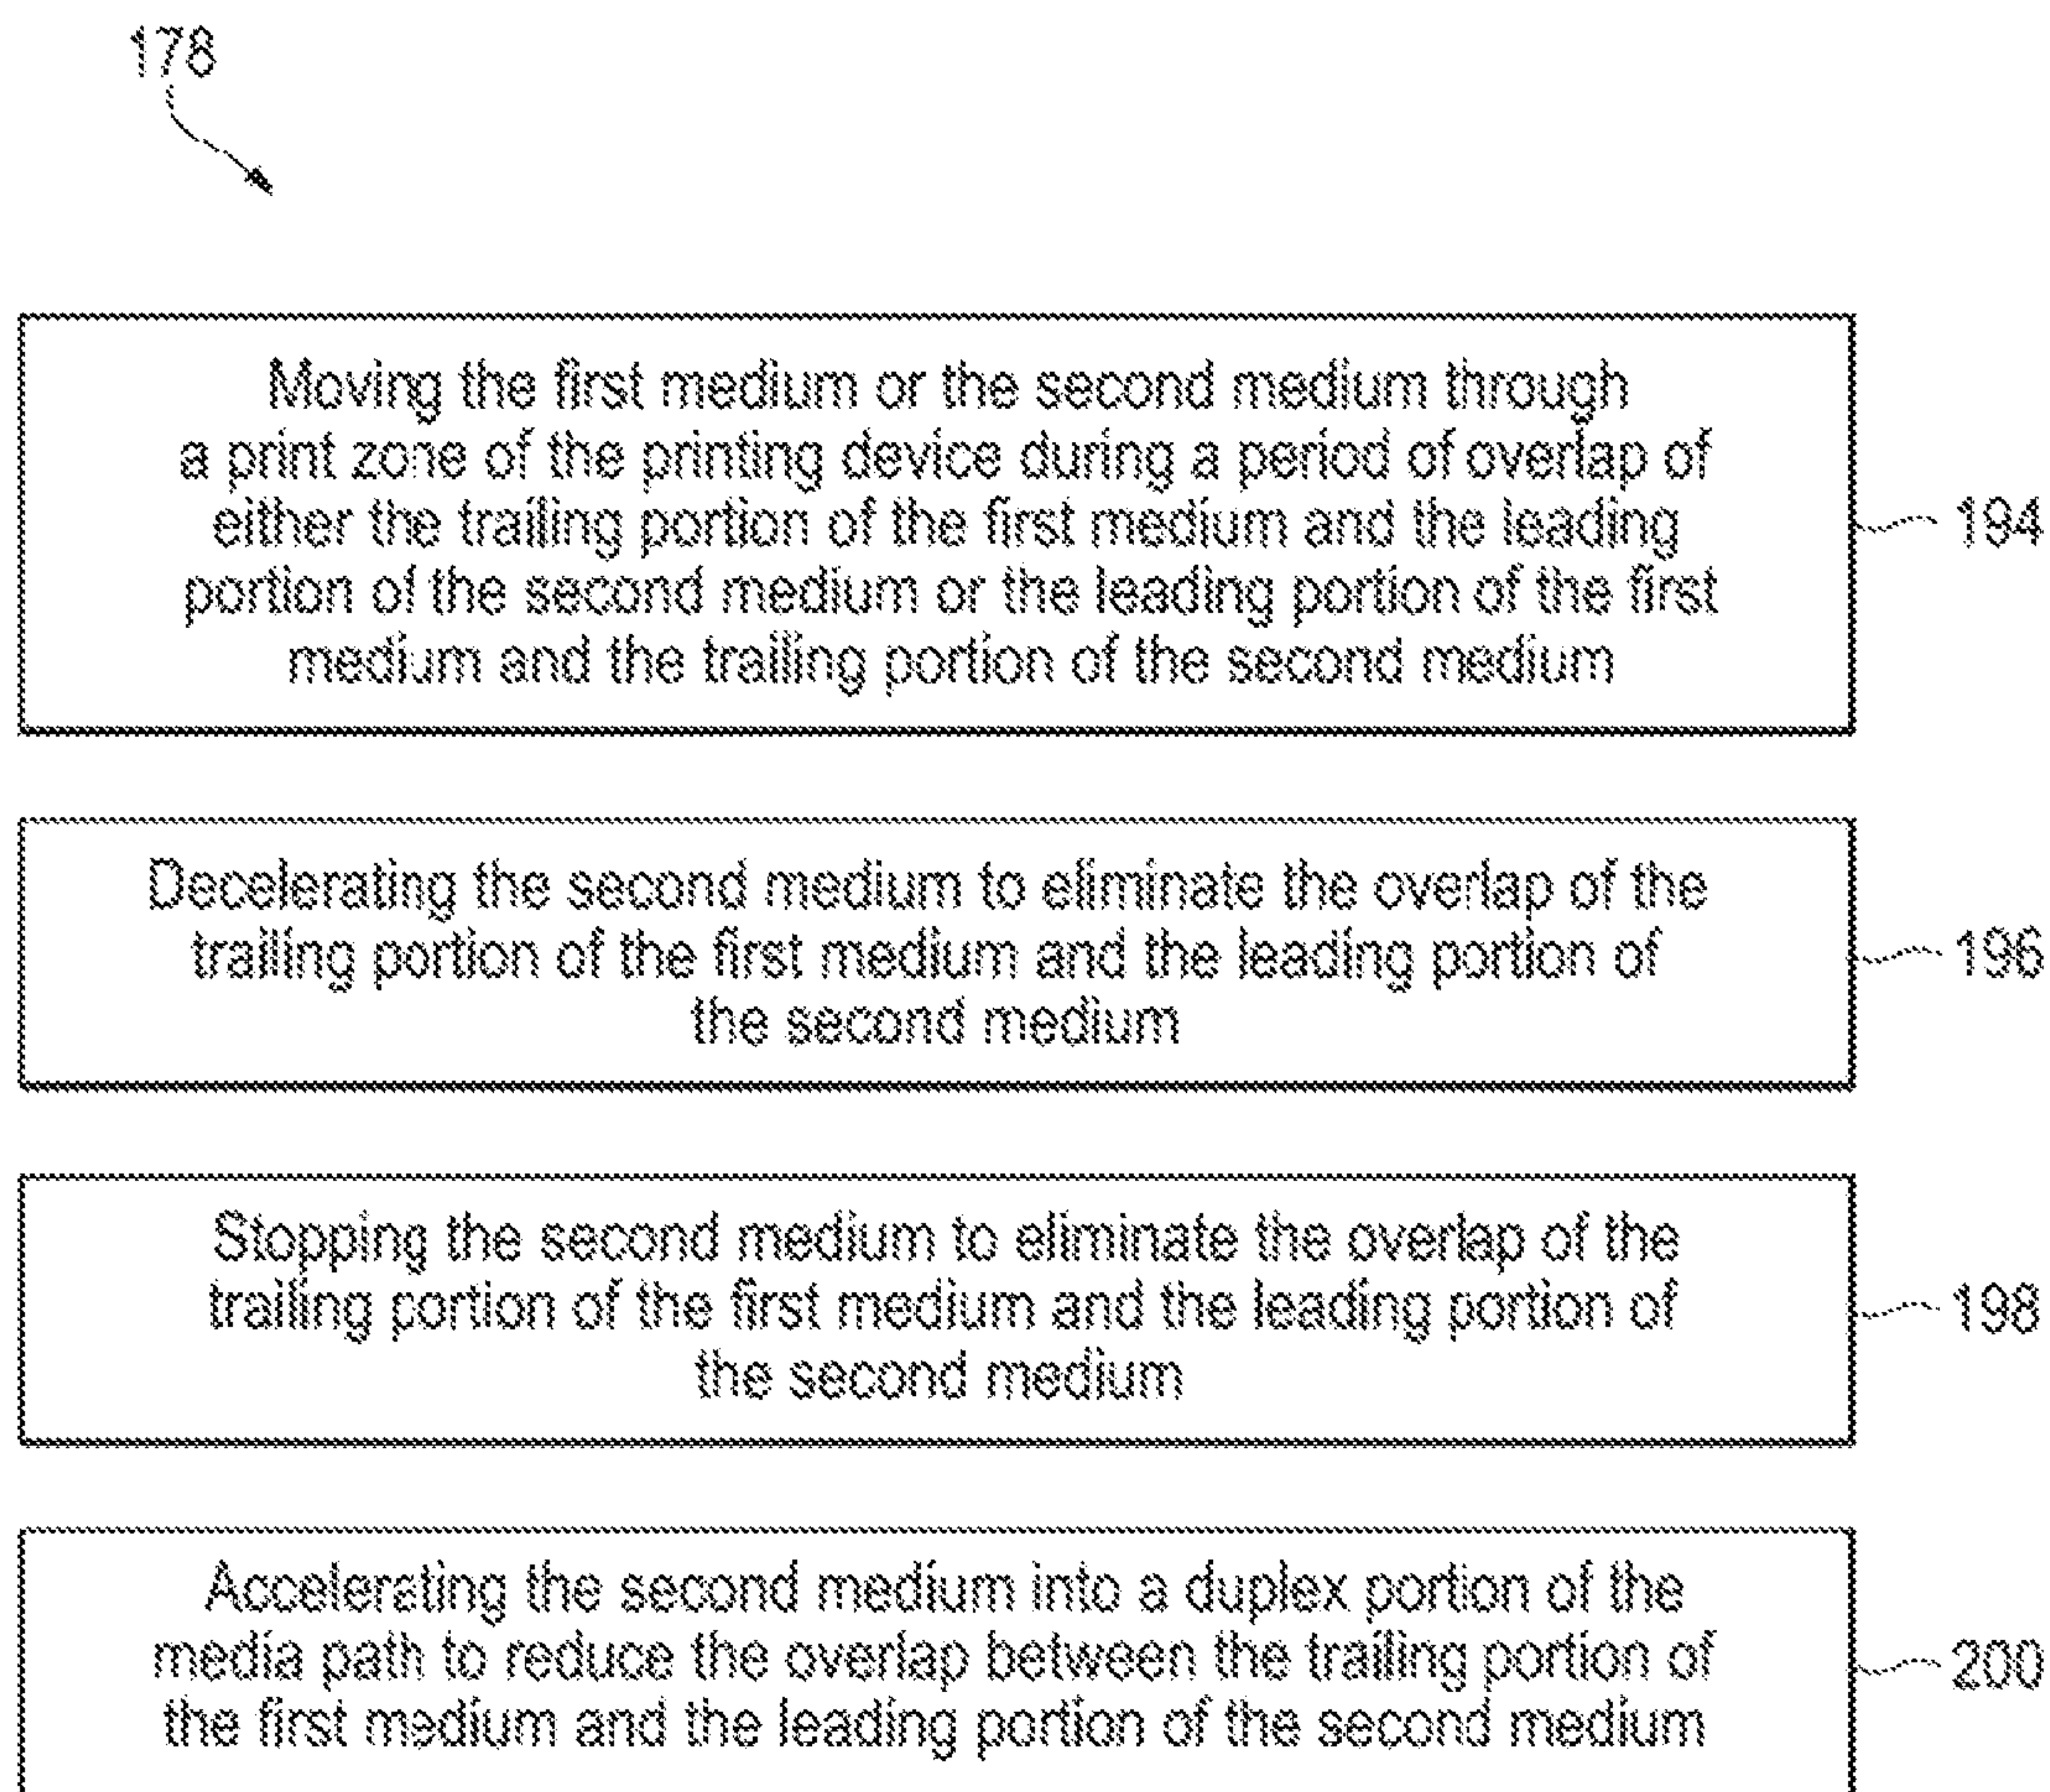 178
Moving the first medium or the second medium through
a print zone of the printing device during a period of overlap of
either the trailing portion of the first medium and the leading
portion of the second medium or the leading portion of the first
medium and the trailing portion of the second medium
194
Decelerating the second medium to eliminate the overlap of the
trailing portion of the first medium and the leading portion of
the second medium
196
Stopping the second medium to eliminate the overlap of the
trailing portion of the first medium and the leading portion of
the second medium
198
Accelerating the second medium into a duplex portion of the
media path to reduce the overlap between the trailing portion of
the first medium and the leading portion of the second medium
200